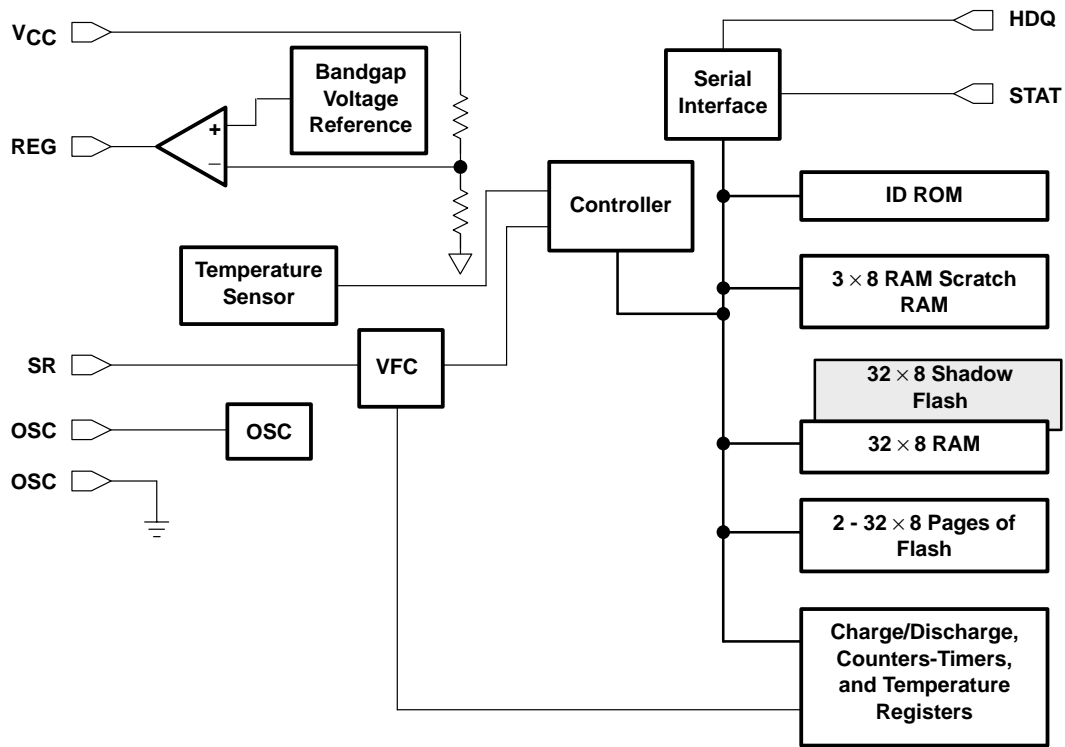 VCC
Bandgap
Voltage
Reference
+
–
REG
Temperature
Sensor
SR
VFC
OSC
OSC
OSC
Controller
Serial
Interface
HDQ
STAT
ID ROM
3 × 8 RAM Scratch
RAM
32 × 8 Shadow
Flash
32 × 8 RAM
2 - 32 × 8 Pages of
Flash
Charge/Discharge,
Counters-Timers,
and Temperature
Registers